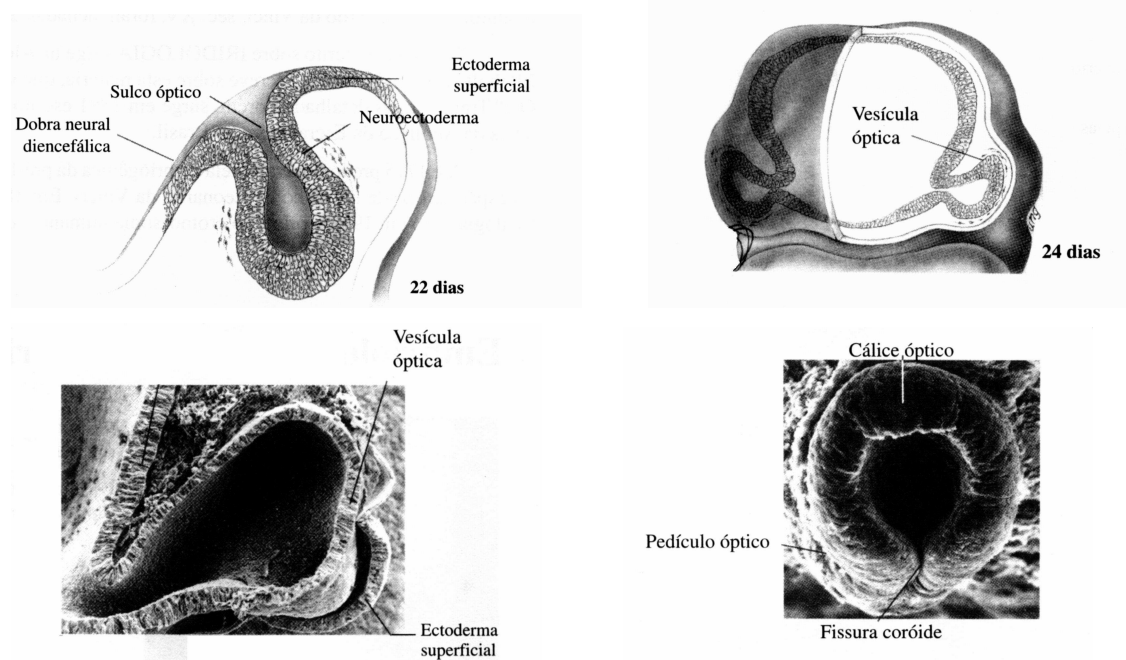 Ectoderma
superficial
Sulco óptico
Neuroectoderma
Dobra neural
diencefálica
22 dias
Vesícula
óptica
24 dias
Vesícula
óptica
Ectoderma
superficial
Cálice óptico
Pedículo óptico
Fissura coróide